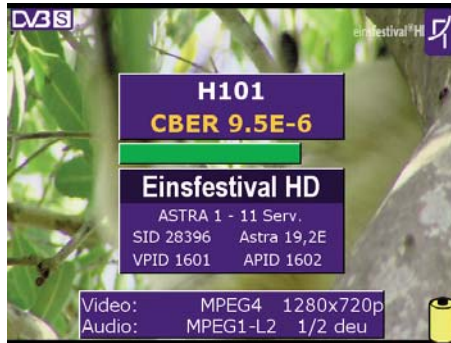 DVB S
einsfestival HD
H101
CBER 9.5E-6
Einsfestival HD
ASTRA 1 - 11 Serv.
SID 28396 Astra 19,2E
VPID 1601 APID 1602
Video: MPEG4 1280x720p
Audio: MPEG1-L2 1/2 deu